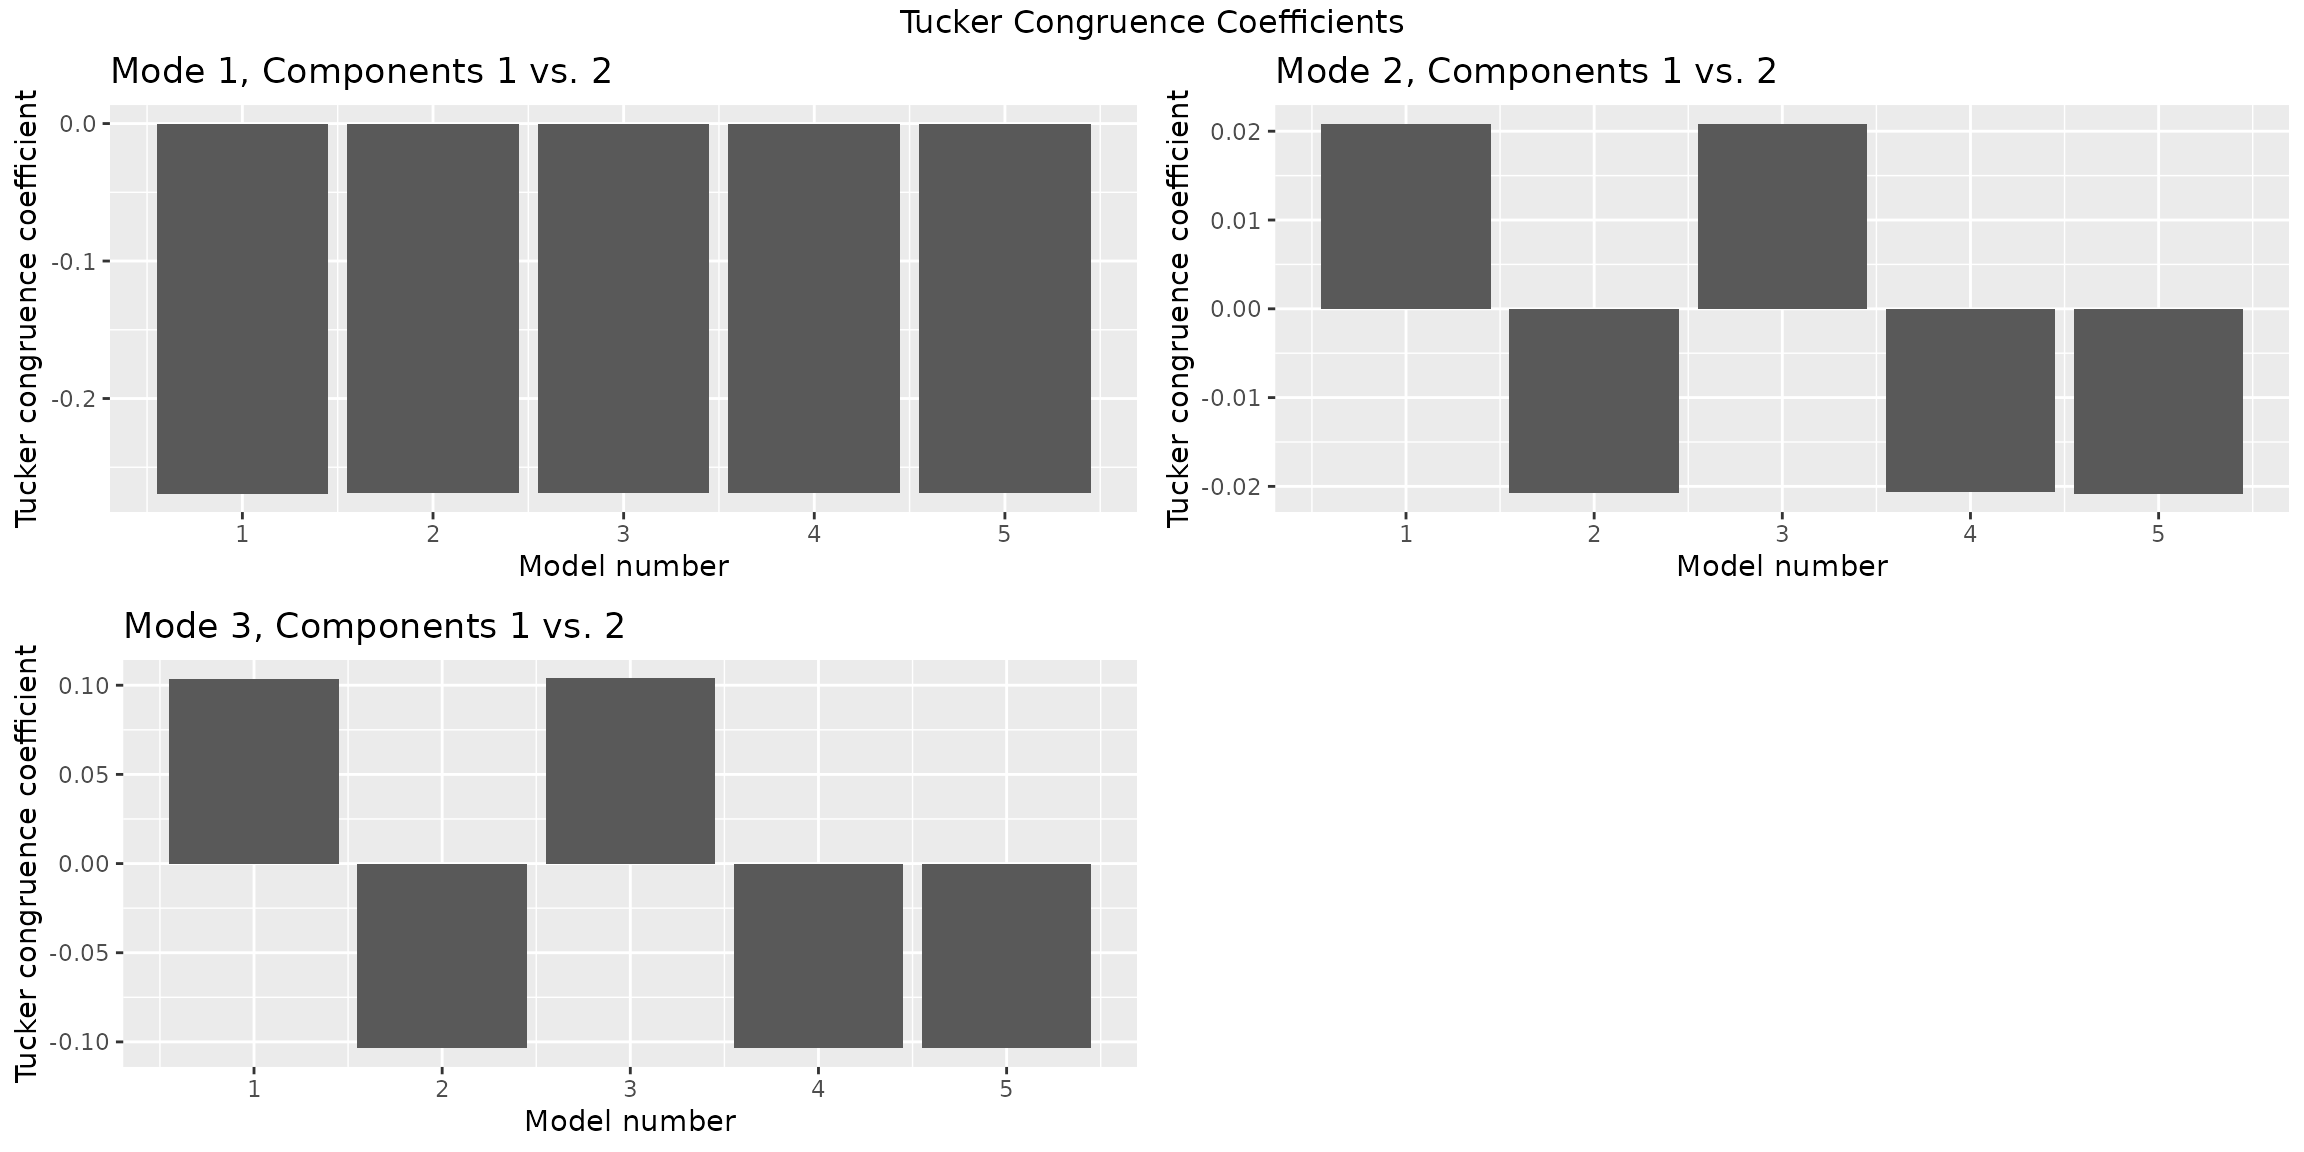 Tucker Congruence Coefficients
Mode 1, Components 1 vs. 2
Tucker congruence coefficient
0.0
-0.1
-0.2
1 2 3 4 5
Model number
Mode 2, Components 1 vs. 2
Tucker congruence coefficient
0.02
0.01
0.00
-0.01
-0.02
1 2 3 4 5
Model number
Mode 3, Components 1 vs. 2
Tucker congruence coefficient
0.10
0.05
0.00
-0.05
-0.10
1 2 3 4 5
Model number